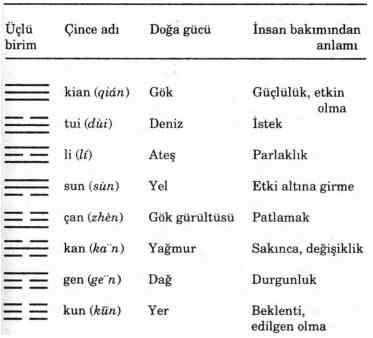 Üçlü birim Çince adı Doğa gücü İnsan bakımından anlamı
kian (qián) Gök Güçlülük, etkin olma
tui (dùi) Deniz İstek
li (lí) Ateş Parlaklık
sun (sùn) Yel Etki altına girme
çan (zhèn) Gök gürültüsü Patlamak
kan (ka¨n) Yağmur Sakınca, değişiklik
gen (ge¨n) Dağ Durgunluk
kun (kūn) Yer Beklenti, edilgen olma